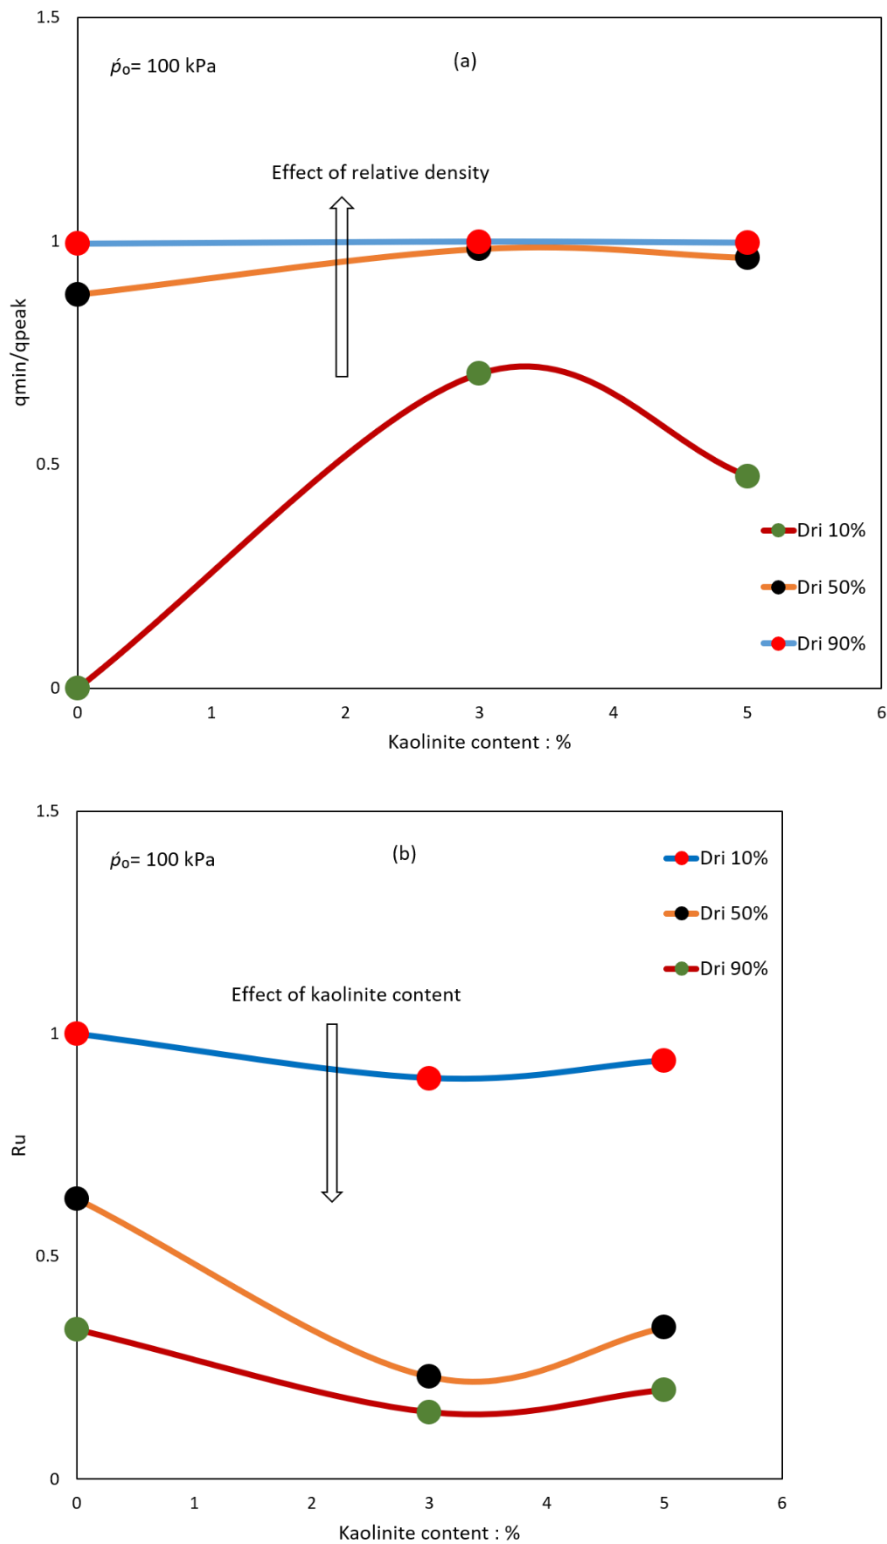 1.5
ṕ₀= 100 kPa
(a)
Effect of relative density
1
qmin/qpeak
0.5
Dri 10%
Dri 50%
Dri 90%
0
0 1 2 3 4 5 6
Kaolinite content : %
1.5
ṕ₀= 100 kPa
(b)
Dri 10%
Dri 50%
Dri 90%
Effect of kaolinite content
1
Ru
0.5
0
0 1 2 3 4 5 6
Kaolinite content : %